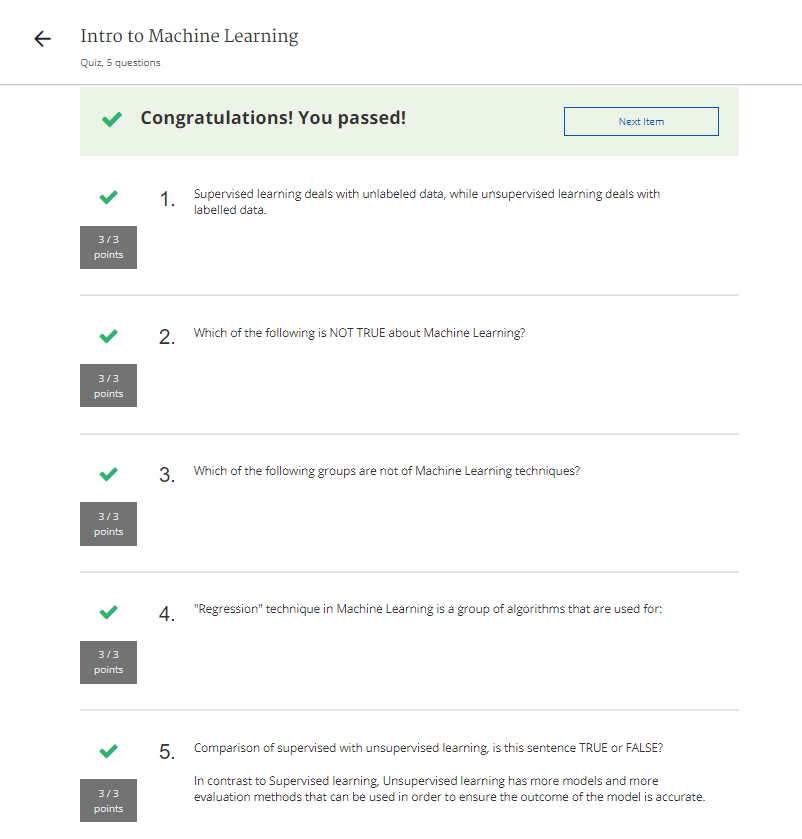 Intro to Machine Learning
Quiz, 5 questions
Congratulations! You passed!
Next Item
1.
Supervised learning deals with unlabeled data, while unsupervised learning deals with
labelled data.
3 / 3
points
2.
Which of the following is NOT TRUE about Machine Learning?
3 / 3
points
3.
Which of the following groups are not of Machine Learning techniques?
3 / 3
points
4.
"Regression" technique in Machine Learning is a group of algorithms that are used for:
3 / 3
points
5.
Comparison of supervised with unsupervised learning, is this sentence TRUE or FALSE?
In contrast to Supervised learning, Unsupervised learning has more models and more
evaluation methods that can be used in order to ensure the outcome of the model is accurate.
3 / 3
points